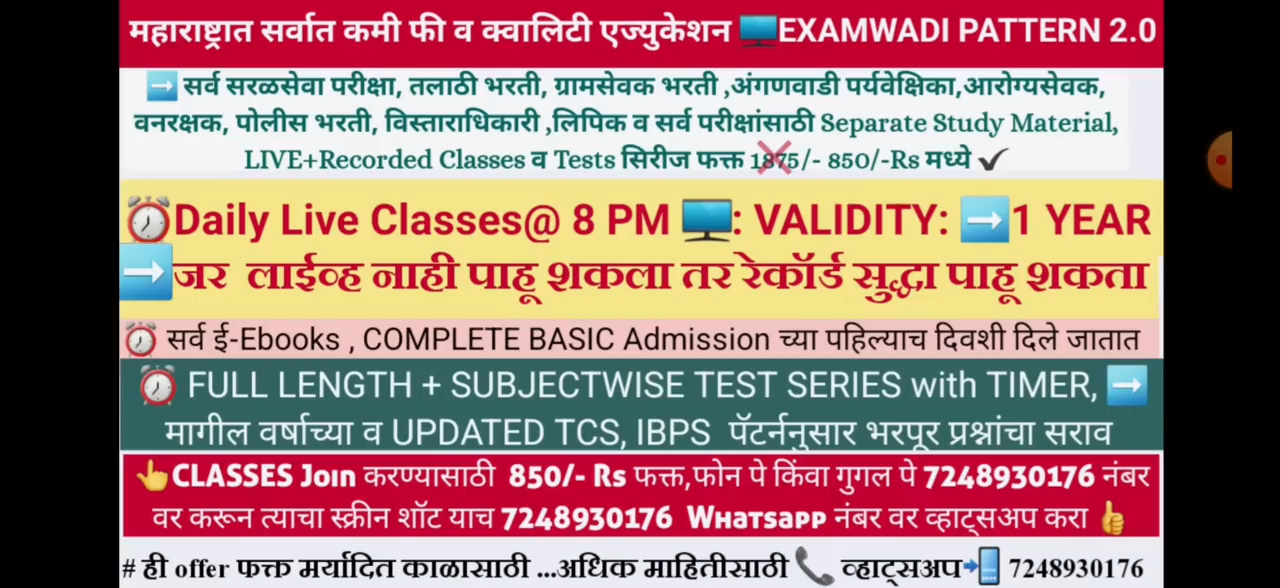 महाराष्ट्रात सर्वात कमी फी व क्वालिटी एज्युकेशन 🖥️EXAMWADI PATTERN 2.0
➡️ सर्व सरळसेवा परीक्षा, तलाठी भरती, ग्रामसेवक भरती ,अंगणवाडी पर्यवेक्षिका,आरोग्यसेवक,
वनरक्षक, पोलीस भरती, विस्ताराधिकारी ,लिपिक व सर्व परीक्षांसाठी Separate Study Material,
LIVE+Recorded Classes व Tests सिरीज फक्त 1875/- 850/-Rs मध्ये ✔️
⏰Daily Live Classes@ 8 PM 🖥️: VALIDITY: ➡️1 YEAR
➡️जर लाईव्ह नाही पाहू शकला तर रेकॉर्ड सुद्धा पाहू शकता
⏰ सर्व ई-Ebooks , COMPLETE BASIC Admission च्या पहिल्याच दिवशी दिले जातात
⏰ FULL LENGTH + SUBJECTWISE TEST SERIES with TIMER, ➡️
मागील वर्षाच्या व UPDATED TCS, IBPS पॅटर्ननुसार भरपूर प्रश्नांचा सराव
👆CLASSES Join करण्यासाठी 850/- Rs फक्त,फोन पे किंवा गुगल पे 7248930176 नंबर
वर करून त्याचा स्क्रीन शॉट याच 7248930176 WHATSAPP नंबर वर व्हाट्सअप करा 👍
# ही offer फक्त मर्यादित काळासाठी ...अधिक माहितीसाठी 📞 व्हाट्सअप📲 7248930176